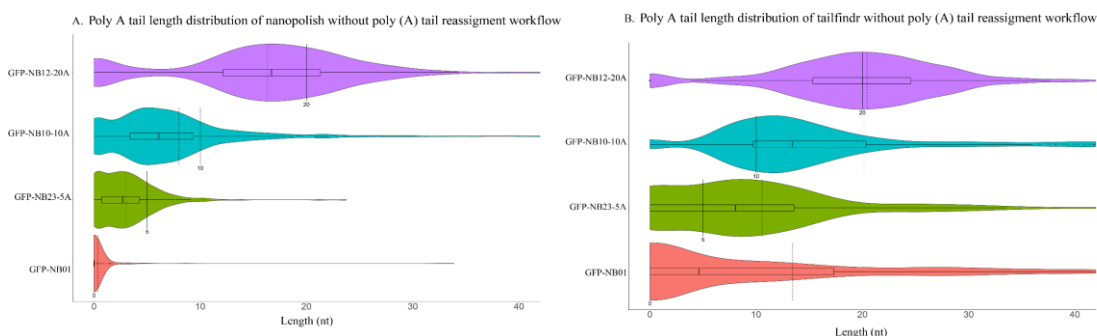 A. Poly A tail length distribution of nanopolish without poly (A) tail reassigment workflow
GFP-NB12-20A
20
GFP-NB10-10A
10
GFP-NB23-5A
5
GFP-NB01
0
0 10 20 30 40
Length (nt)
B. Poly A tail length distribution of tailfindr without poly (A) tail reassigment workflow
GFP-NB12-20A
20
GFP-NB10-10A
10
GFP-NB23-5A
5
GFP-NB01
0
0 10 20 30 40
Length (nt)